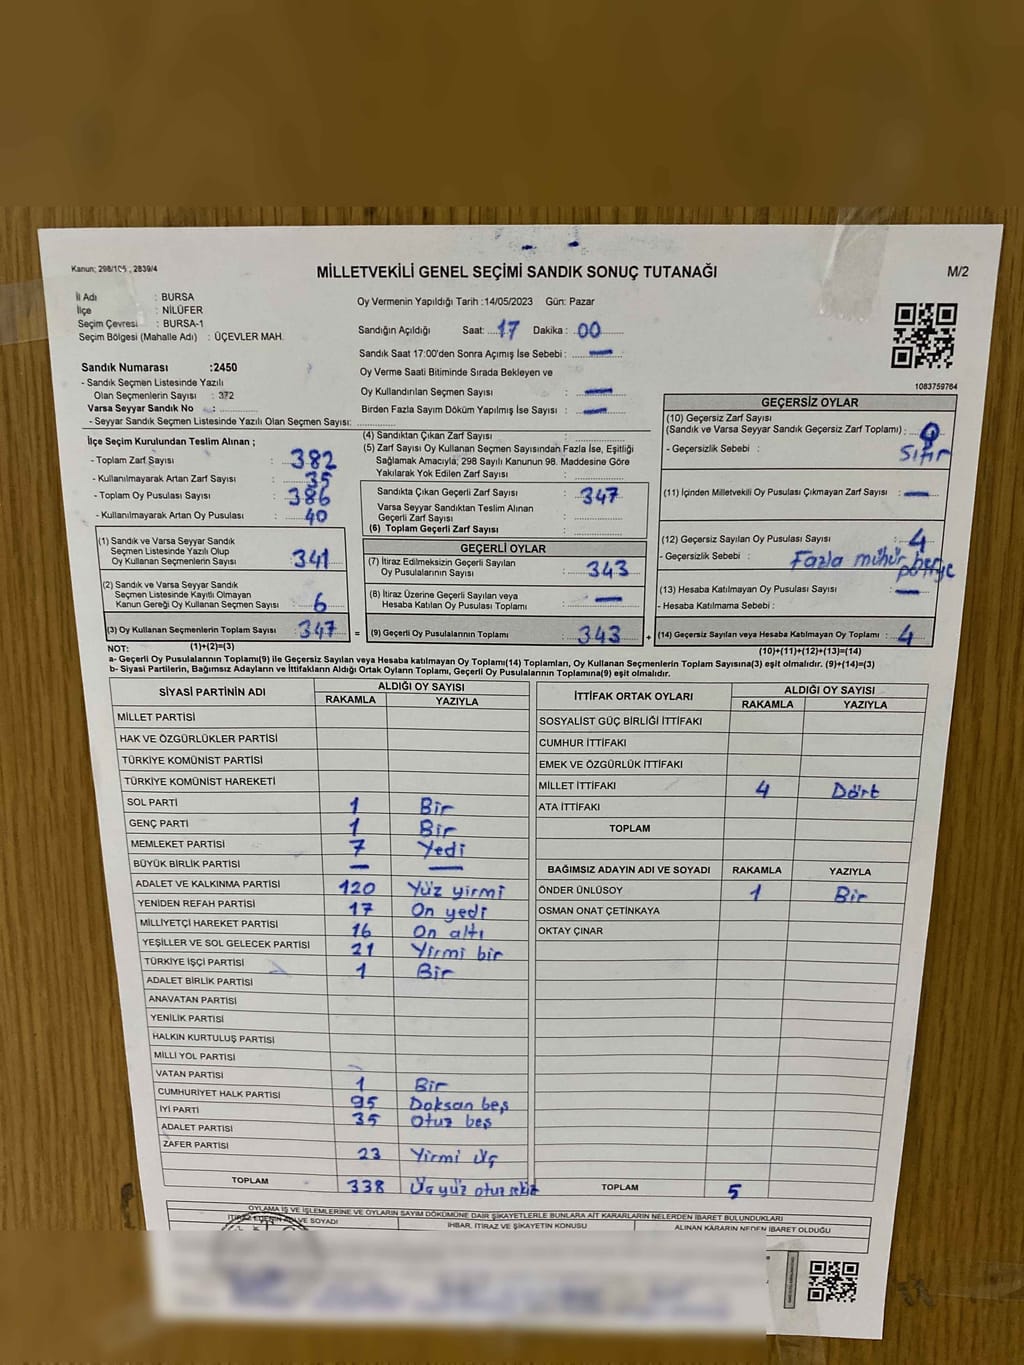 Kanun; 298/105 , 2839/4
MİLLETVEKİLİ GENEL SEÇİMİ SANDIK SONUÇ TUTANAĞI
M/2
İl Adı : BURSA
İlçe : NİLÜFER
Seçim Çevresi : BURSA-1
Seçim Bölgesi (Mahalle Adı) : ÜÇEVLER MAH.
Oy Vermenin Yapıldığı Tarih :14/05/2023 Gün: Pazar
Sandığın Açıldığı Saat: 17 Dakika : 00
Sandık Saat 17:00'den Sonra Açımış İse Sebebi : —
Oy Verme Saati Bitiminde Sırada Bekleyen ve
Oy Kullandırılan Seçmen Sayısı : —
Birden Fazla Sayım Döküm Yapılmış İse Sayısı : —
1083759764
Sandık Numarası :2450
- Sandık Seçmen Listesinde Yazılı
Olan Seçmenlerin Sayısı : 372
Varsa Seyyar Sandık No :
- Seyyar Sandık Seçmen Listesinde Yazılı Olan Seçmen Sayısı:
İlçe Seçim Kurulundan Teslim Alınan ;
- Toplam Zarf Sayısı : 382
- Kullanılmayarak Artan Zarf Sayısı : 35
- Toplam Oy Pusulası Sayısı : 386
- Kullanılmayarak Artan Oy Pusulası : 40
(1) Sandık ve Varsa Seyyar Sandık
Seçmen Listesinde Yazılı Olup
Oy Kullanan Seçmenlerin Sayısı : 341
(2) Sandık ve Varsa Seyyar Sandık
Seçmen Listesinde Kayıtlı Olmayan
Kanun Gereği Oy Kullanan Seçmen Sayısı : 6
(3) Oy Kullanan Seçmenlerin Toplam Sayısı : 347
(4) Sandıktan Çıkan Zarf Sayısı :
(5) Zarf Sayısı Oy Kullanan Seçmen Sayısından Fazla İse, Eşitliği
Sağlamak Amacıyla; 298 Sayılı Kanunun 98. Maddesine Göre
Yakılarak Yok Edilen Zarf Sayısı :
Sandıkta Çıkan Geçerli Zarf Sayısı : 347
Varsa Seyyar Sandıktan Teslim Alınan
Geçerli Zarf Sayısı :
(6) Toplam Geçerli Zarf Sayısı :
GEÇERLİ OYLAR
(7) İtiraz Edilmeksizin Geçerli Sayılan
Oy Pusulalarının Sayısı : 343
(8) İtiraz Üzerine Geçerli Sayılan veya
Hesaba Katılan Oy Pusulası Toplamı : —
= (9) Geçerli Oy Pusulalarının Toplamı : 343 +
GEÇERSİZ OYLAR
(10) Geçersiz Zarf Sayısı
(Sandık ve Varsa Seyyar Sandık Geçersiz Zarf Toplamı) : 0
- Geçersizlik Sebebi : Sıfır
(11) İçinden Milletvekili Oy Pusulası Çıkmayan Zarf Sayısı : —
(12) Geçersiz Sayılan Oy Pusulası Sayısı : 4
- Geçersizlik Sebebi : Fazla mühür
(13) Hesaba Katılmayan Oy Pusulası Sayısı : —
- Hesaba Katılmama Sebebi :
(14) Geçersiz Sayılan veya Hesaba Katılmayan Oy Toplamı : 4
NOT: (1)+(2)=(3)
(10)+(11)+(12)+(13)=(14)
a- Geçerli Oy Pusulalarının Toplamı(9) ile Geçersiz Sayılan veya Hesaba katılmayan Oy Toplamı(14) Toplamları, Oy Kullanan Seçmenlerin Toplam Sayısına(3) eşit olmalıdır. (9)+(14)=(3)
b- Siyasi Partilerin, Bağımsız Adayların ve İttifakların Aldığı Ortak Oyların Toplamı, Geçerli Oy Pusulalarının Toplamına(9) eşit olmalıdır.
SİYASİ PARTİNİN ADI ALDIĞI OY SAYISI
RAKAMLA YAZIYLA
MİLLET PARTİSİ
HAK VE ÖZGÜRLÜKLER PARTİSİ
TÜRKİYE KOMÜNİST PARTİSİ
TÜRKİYE KOMÜNİST HAREKETİ
SOL PARTİ 1 Bir
GENÇ PARTİ 1 Bir
MEMLEKET PARTİSİ 7 Yedi
BÜYÜK BİRLİK PARTİSİ — —
ADALET VE KALKINMA PARTİSİ 120 Yüz yirmi
YENİDEN REFAH PARTİSİ 17 On yedi
MİLLİYETÇİ HAREKET PARTİSİ 16 On altı
YEŞİLLER VE SOL GELECEK PARTİSİ 21 Yirmi bir
TÜRKİYE İŞÇİ PARTİSİ 1 Bir
ADALET BİRLİK PARTİSİ
ANAVATAN PARTİSİ
YENİLİK PARTİSİ
HALKIN KURTULUŞ PARTİSİ
MİLLİ YOL PARTİSİ
VATAN PARTİSİ 1 Bir
CUMHURİYET HALK PARTİSİ 95 Doksan beş
İYİ PARTİ 35 Otuz beş
ADALET PARTİSİ
ZAFER PARTİSİ 23 Yirmi üç
TOPLAM 338 Üçyüz otuz sekiz
İTTİFAK ORTAK OYLARI ALDIĞI OY SAYISI
RAKAMLA YAZIYLA
SOSYALİST GÜÇ BİRLİĞİ İTTİFAKI
CUMHUR İTTİFAKI
EMEK VE ÖZGÜRLÜK İTTİFAKI
MİLLET İTTİFAKI 4 Dört
ATA İTTİFAKI
TOPLAM
BAĞIMSIZ ADAYIN ADI VE SOYADI RAKAMLA YAZIYLA
ÖNDER ÜNLÜSOY 1 Bir
OSMAN ONAT ÇETİNKAYA
OKTAY ÇINAR
TOPLAM 5
OYLAMA İŞ VE İŞLEMLERİNE VE OYLARIN SAYIM DÖKÜMÜNE DAİR ŞİKAYETLERLE BUNLARA AİT KARARLARIN NELERDEN İBARET BULUNDUKLARI
İTİRAZ EDENİN ADI VE SOYADI İHBAR, İTİRAZ VE ŞİKAYETİN KONUSU ALINAN KARARIN NEDEN İBARET OLDUĞU